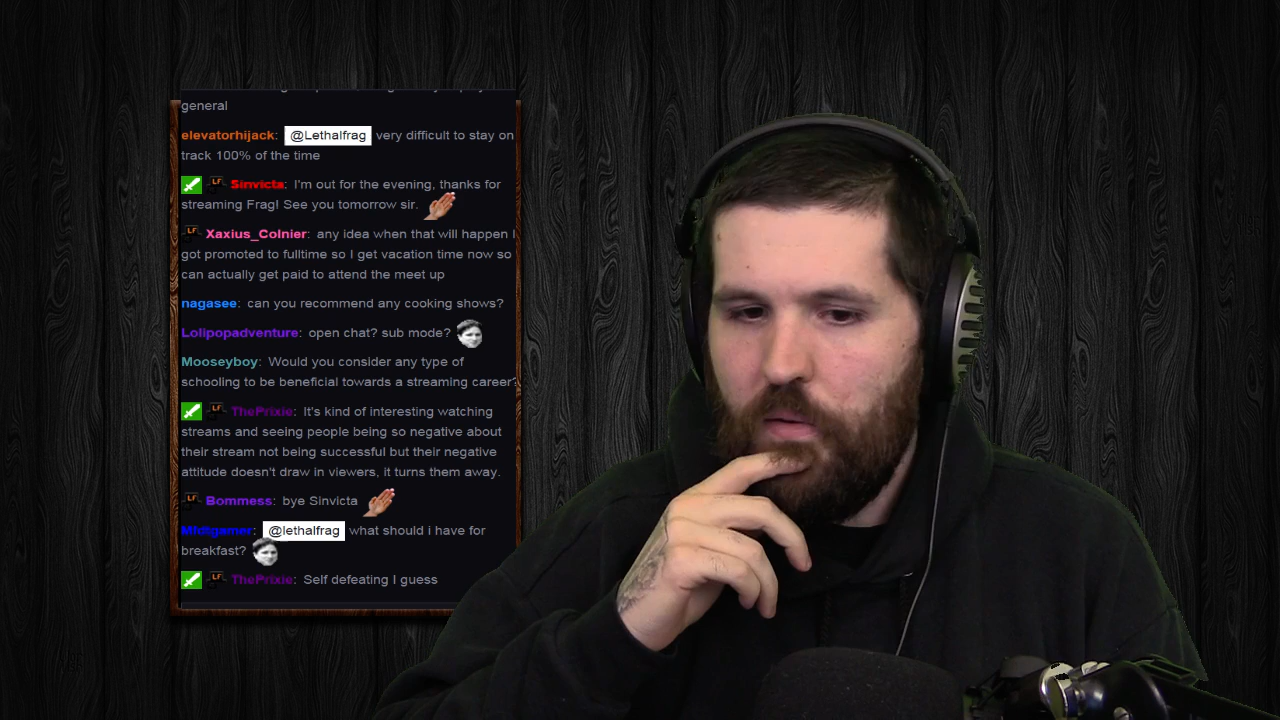 general
elevatorhijack: @Lethalfrag very difficult to stay on
track 100% of the time
LF Sinvicta: I'm out for the evening, thanks for
streaming Frag! See you tomorrow sir.
LF Xaxius_Colnier: any idea when that will happen I
got promoted to fulltime so I get vacation time now so
can actually get paid to attend the meet up
nagasee: can you recommend any cooking shows?
Lolipopadventure: open chat? sub mode?
Mooseyboy: Would you consider any type of
schooling to be beneficial towards a streaming career?
LF ThePrixie: It's kind of interesting watching
streams and seeing people being so negative about
their stream not being successful but their negative
attitude doesn't draw in viewers, it turns them away.
LF Bommess: bye Sinvicta
@lethalfrag what should i have for
breakfast?
LF ThePrixie: Self defeating I guess